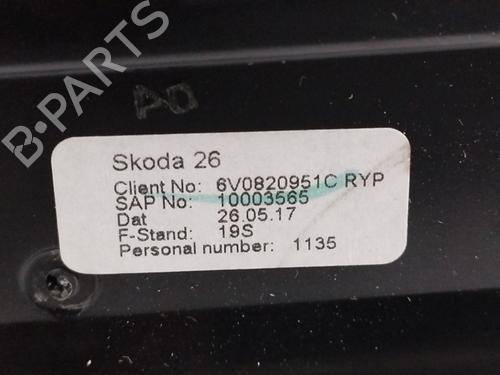 B-PARTS
PO
Skoda 26
Client No: 6V0820951C RYP
SAP No: 10003565
Dat 26.05.17
F-Stand: 19S
Personal number: 1135